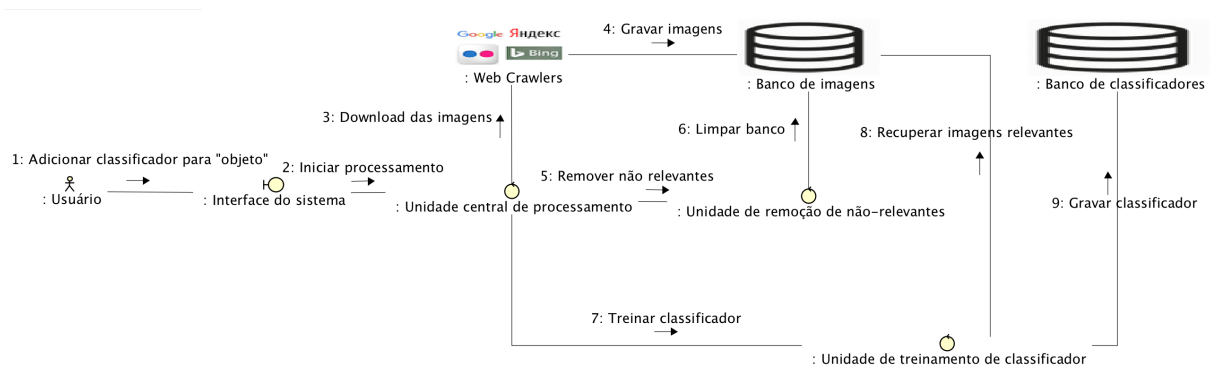 4: Gravar imagens
Google Яндекс
Bing
: Web Crawlers
: Banco de imagens
: Banco de classificadores
3: Download das imagens
6: Limpar banco
8: Recuperar imagens relevantes
1: Adicionar classificador para "objeto"
2: Iniciar processamento
5: Remover não relevantes
: Usuário
: Interface do sistema
: Unidade central de processamento
: Unidade de remoção de não-relevantes
9: Gravar classificador
7: Treinar classificador
: Unidade de treinamento de classificador